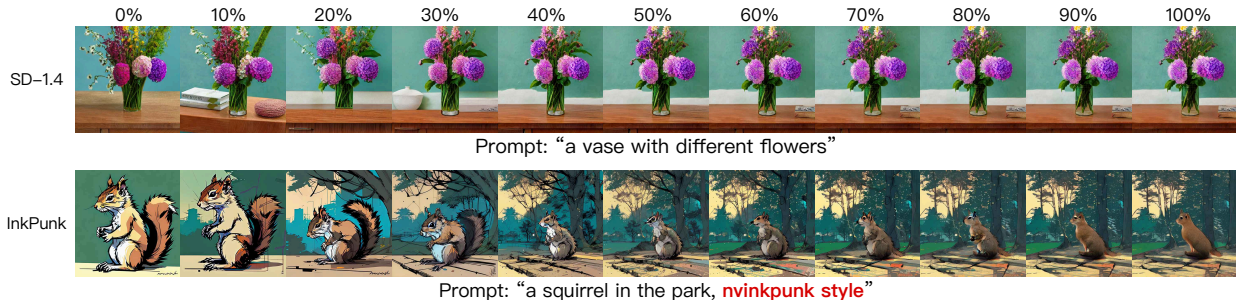 0% 10% 20% 30% 40% 50% 60% 70% 80% 90% 100%
SD-1.4
Prompt: “a vase with different flowers”
InkPunk
Prompt: “a squirrel in the park, nvinkpunk style”